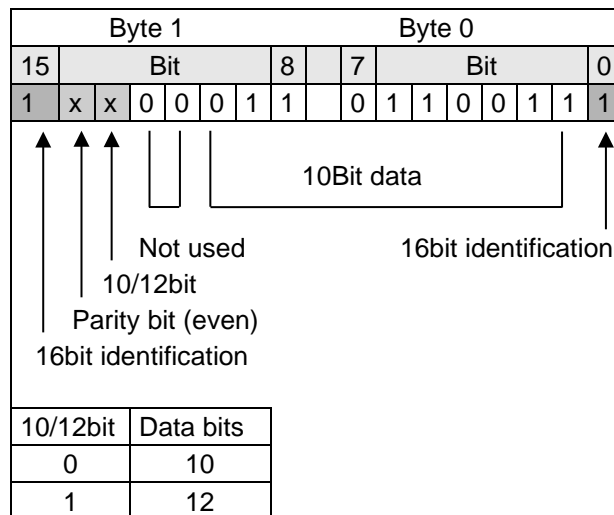 Byte 1 Byte 0
15 Bit 8 7 Bit 0
1 x x 0 0 0 1 1 0 1 1 0 0 1 1 1
10Bit data
Not used 16bit identification
10/12bit
Parity bit (even)
16bit identification
10/12bit Data bits
0 10
1 12